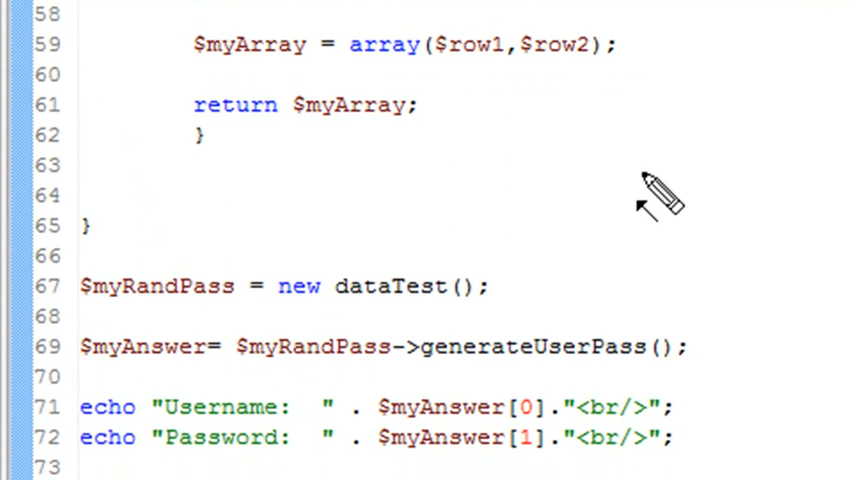 58
59 $myArray = array($row1,$row2);
60
61 return $myArray;
62 }
63
64
65 }
66
67 $myRandPass = new dataTest();
68
69 $myAnswer= $myRandPass->generateUserPass();
70
71 echo "Username:  " . $myAnswer[0]."<br/>";
72 echo "Password:  " . $myAnswer[1]."<br/>";
73